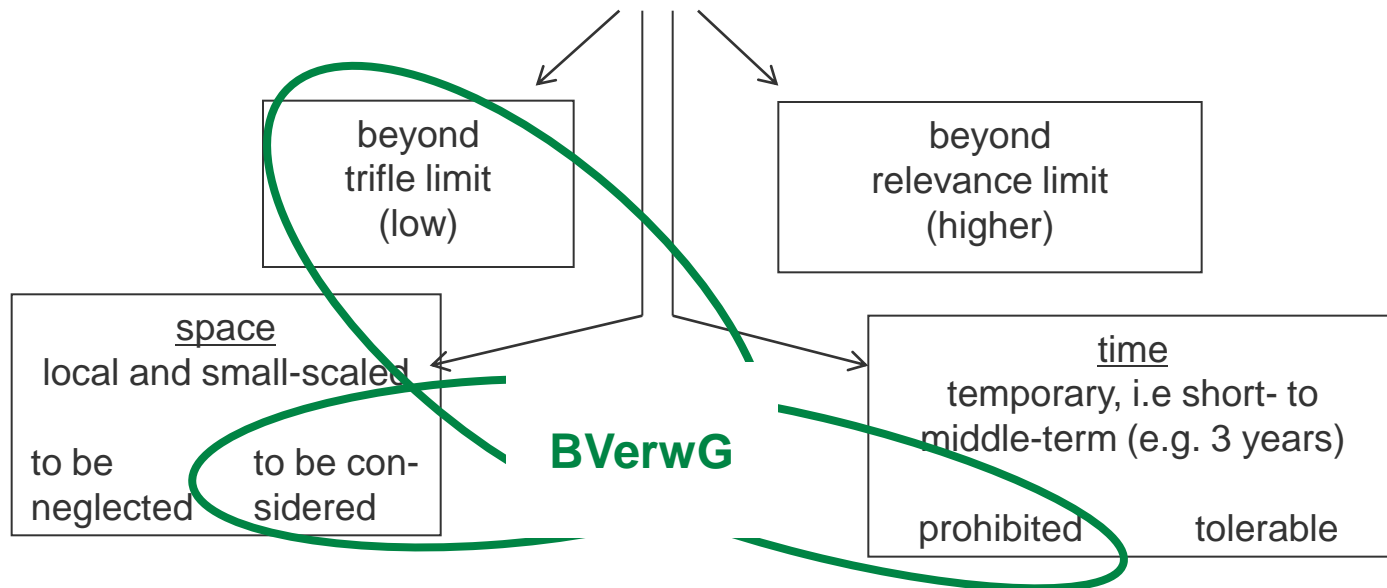 beyond
trifle limit
(low)
beyond
relevance limit
(higher)
space
local and small-scaled
to be
neglected
to be con-
sidered
BVerwG
time
temporary, i.e short- to
middle-term (e.g. 3 years)
prohibited
tolerable